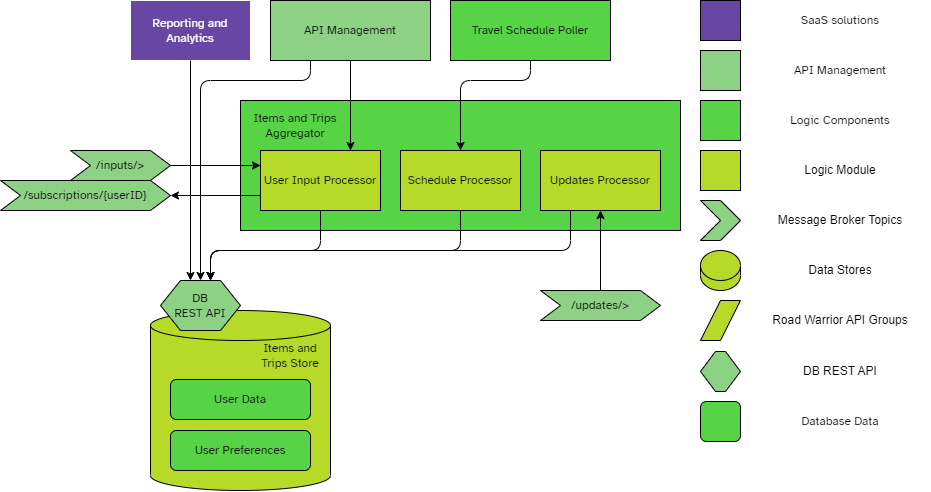 Reporting and
Analytics
API Management
Travel Schedule Poller
Items and Trips
Aggregator
User Input Processor
Schedule Processor
Updates Processor
/inputs/>
/subscriptions/{userID}
/updates/>
DB
REST API
Items and
Trips Store
User Data
User Preferences
SaaS solutions
API Management
Logic Components
Logic Module
Message Broker Topics
Data Stores
Road Warrior API Groups
DB REST API
Database Data